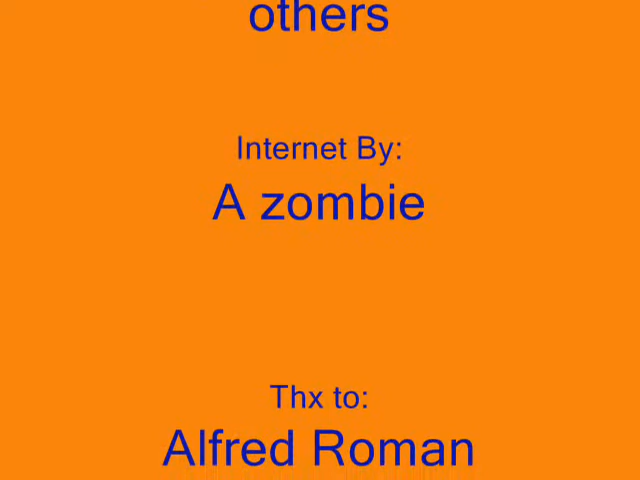 others
Internet By:
A zombie
Thx to:
Alfred Roman